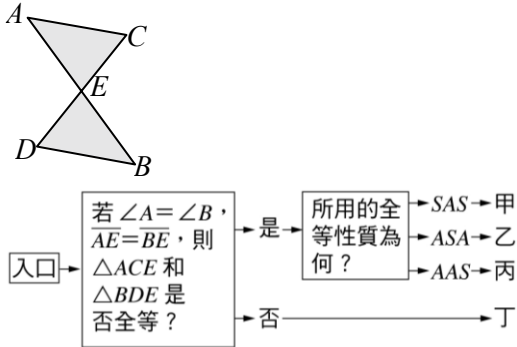 A
C
E
D
B
入口
若 ∠A=∠B，
AE=BE，則
△ACE 和
△BDE 是
否全等？
是
否
所用的全
等性質為
何？
SAS 甲
ASA 乙
AAS 丙
丁